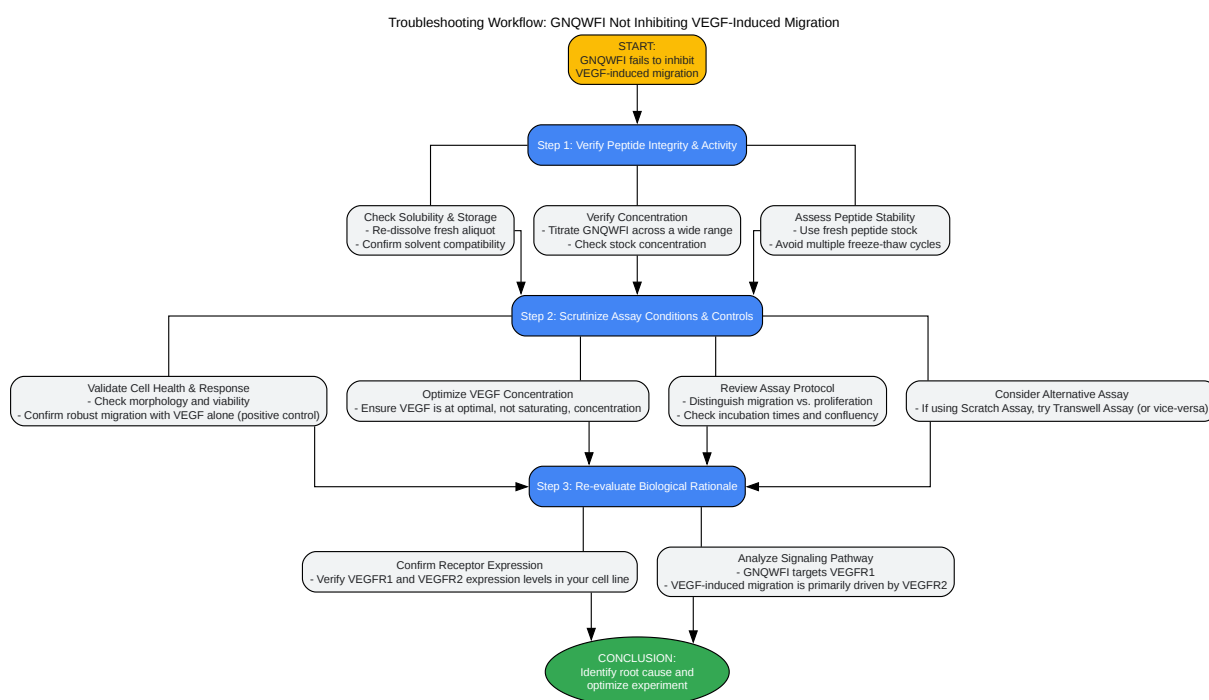 Troubleshooting Workflow: GNQWFI Not Inhibiting VEGF-Induced Migration
START:
GNQWFI fails to inhibit
VEGF-induced migration
Step 1: Verify Peptide Integrity & Activity
Check Solubility & Storage
- Re-dissolve fresh aliquot
- Confirm solvent compatibility
Verify Concentration
- Titrate GNQWFI across a wide range
- Check stock concentration
Assess Peptide Stability
- Use fresh peptide stock
- Avoid multiple freeze-thaw cycles
Step 2: Scrutinize Assay Conditions & Controls
Validate Cell Health & Response
- Check morphology and viability
- Confirm robust migration with VEGF alone (positive control)
Optimize VEGF Concentration
- Ensure VEGF is at optimal, not saturating, concentration
Review Assay Protocol
- Distinguish migration vs. proliferation
- Check incubation times and confluency
Consider Alternative Assay
- If using Scratch Assay, try Transwell Assay (or vice-versa)
Step 3: Re-evaluate Biological Rationale
Confirm Receptor Expression
- Verify VEGFR1 and VEGFR2 expression levels in your cell line
Analyze Signaling Pathway
- GNQWFI targets VEGFR1
- VEGF-induced migration is primarily driven by VEGFR2
CONCLUSION:
Identify root cause and
optimize experiment